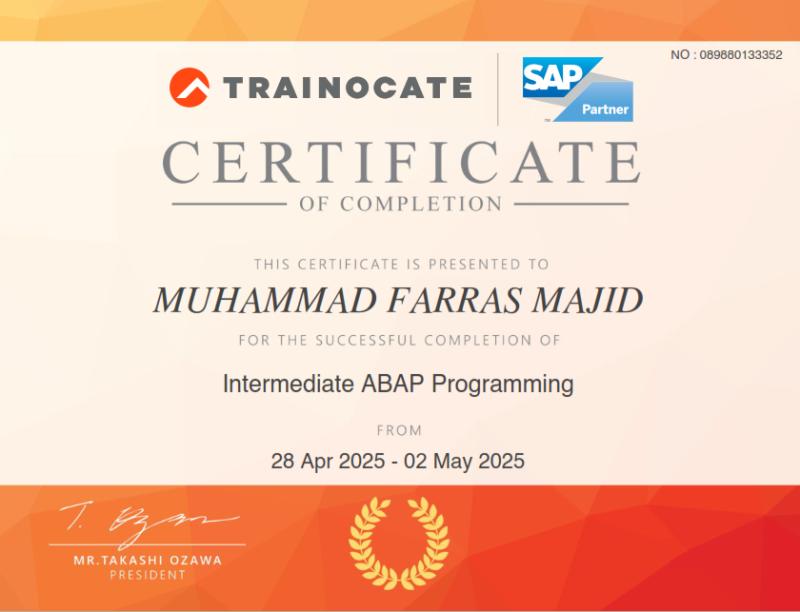 NO : 089880133352
TRAINOCATE
SAP
Partner
CERTIFICATE
OF COMPLETION
THIS CERTIFICATE IS PRESENTED TO
MUHAMMAD FARRAS MAJID
FOR THE SUCCESSFUL COMPLETION OF
Intermediate ABAP Programming
FROM
28 Apr 2025 - 02 May 2025
MR.TAKASHI OZAWA
PRESIDENT